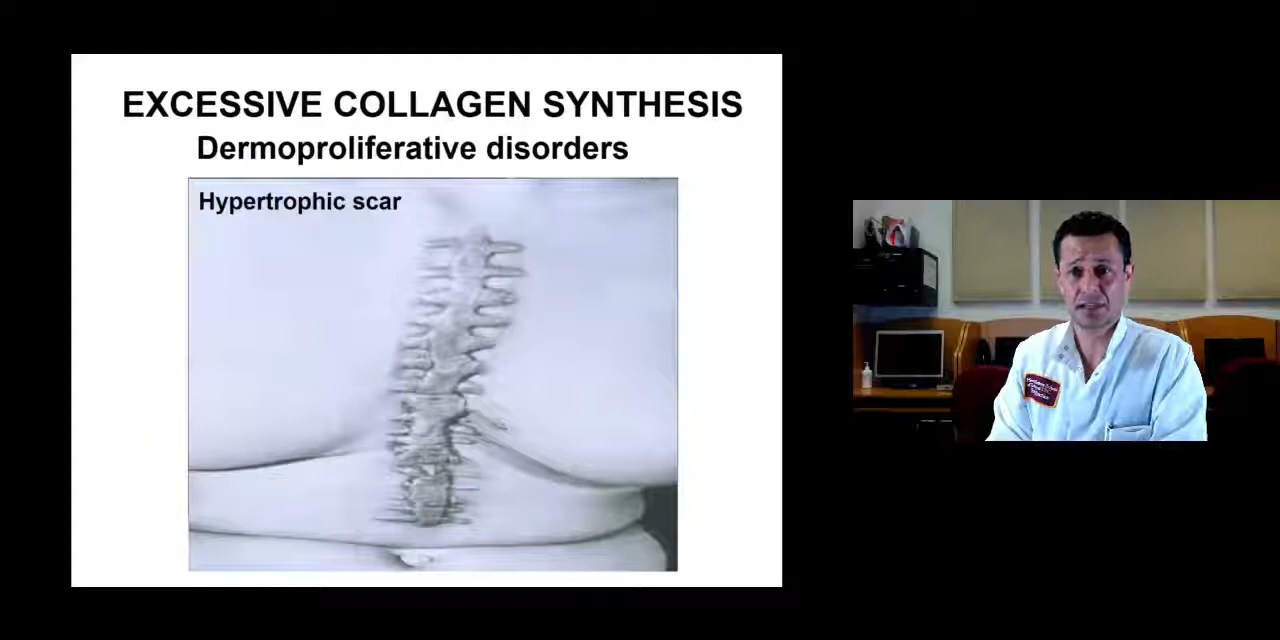 EXCESSIVE COLLAGEN SYNTHESIS
Dermoproliferative disorders
Hypertrophic scar